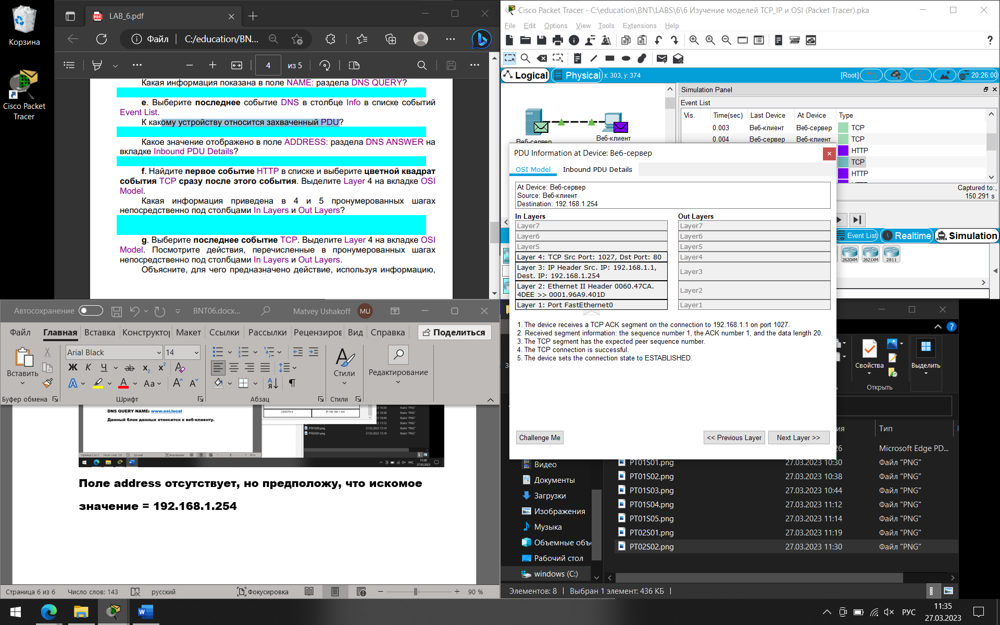 Корзина
Cisco Packet
Tracer
LAB_6.pdf
Файл
C:/education/BN...
4
из 5
Какая информация показана в поле NAME: раздела DNS QUERY?
e. Выберите последнее событие DNS в столбце Info в списке событий
Event List.
К какому устройству относится захваченный PDU?
Какое значение отображено в поле ADDRESS: раздела DNS ANSWER на
вкладке Inbound PDU Details?
f. Найдите первое событие HTTP в списке и выберите цветной квадрат
события TCP сразу после этого события. Выделите Layer 4 на вкладке OSI
Model.
Какая информация приведена в 4 и 5 пронумерованных шагах
непосредственно под столбцами In Layers и Out Layers?
g. Выберите последнее событие TCP. Выделите Layer 4 на вкладке OSI
Model. Посмотрите действия, перечисленные в пронумерованных шагах
непосредственно под столбцами In Layers и Out Layers.
Объясните, для чего предназначено действие, используя информацию,
Cisco Packet Tracer - C:\education\BNT\LABS\6\6 Изучение моделей TCP_IP и OSI (Packet Tracer).pka
File Edit Options View Tools Extensions Help
Logical
Physical
x: 303, y: 374
[Root]
20:26:00
Веб-сервер
Веб-клиент
Simulation Panel
Event List
Vis. Time(sec) Last Device At Device Type
0.003 Веб-клиент Веб-сервер TCP
0.004 Веб-сервер Веб-клиент TCP
HTTP
TCP
HTTP
Captured to:
150.291 s
Event List
Realtime
Simulation
2620XM
2621XM
2811
PDU Information at Device: Веб-сервер
OSI Model
Inbound PDU Details
At Device: Веб-сервер
Source: Веб-клиент
Destination: 192.168.1.254
In Layers
Layer7
Layer6
Layer5
Layer 4: TCP Src Port: 1027, Dst Port: 80
Layer 3: IP Header Src. IP: 192.168.1.1,
Dest. IP: 192.168.1.254
Layer 2: Ethernet II Header 0060.47CA.
4DEE >> 0001.96A9.401D
Layer 1: Port FastEthernet0
Out Layers
Layer7
Layer6
Layer5
Layer4
Layer3
Layer2
Layer1
1. The device receives a TCP ACK segment on the connection to 192.168.1.1 on port 1027.
2. Received segment information: the sequence number 1, the ACK number 1, and the data length 20.
3. The TCP segment has the expected peer sequence number.
4. The TCP connection is successful.
5. The device sets the connection state to ESTABLISHED.
Challenge Me
<< Previous Layer
Next Layer >>
Автосохранение
BNT06.docx...
Matvey Ushakoff
MU
Файл Главная Вставка Конструктор Макет Ссылки Рассылки Рецензиров Вид Справка
Поделиться
Вставить
Arial Black
14
Стили
Редактирование
Буфер обмена
Шрифт
Абзац
Стили
DNS QUERY NAME: www.osi.local
Данный блок данных относится к веб-клиенту.
Поле address отсутствует, но предположу, что искомое
значение = 192.168.1.254
Страница 6 из 6
Число слов: 143
русский
Фокусировка
90 %
Свойства
Открыть
Выделить
Тип
Microsoft Edge PD...
PT01S01.png 27.03.2023 10:30 Файл "PNG"
PT01S02.png 27.03.2023 10:38 Файл "PNG"
PT01S03.png 27.03.2023 10:44 Файл "PNG"
PT01S04.png 27.03.2023 11:12 Файл "PNG"
PT01S05.png 27.03.2023 11:14 Файл "PNG"
PT02S01.png 27.03.2023 11:19 Файл "PNG"
PT02S02.png 27.03.2023 11:30 Файл "PNG"
Видео
Документы
Загрузки
Изображения
Музыка
Объемные объ
Рабочий стол
windows (C:)
Элементов: 8
Выбран 1 элемент: 436 КБ
РУС
11:35
27.03.2023